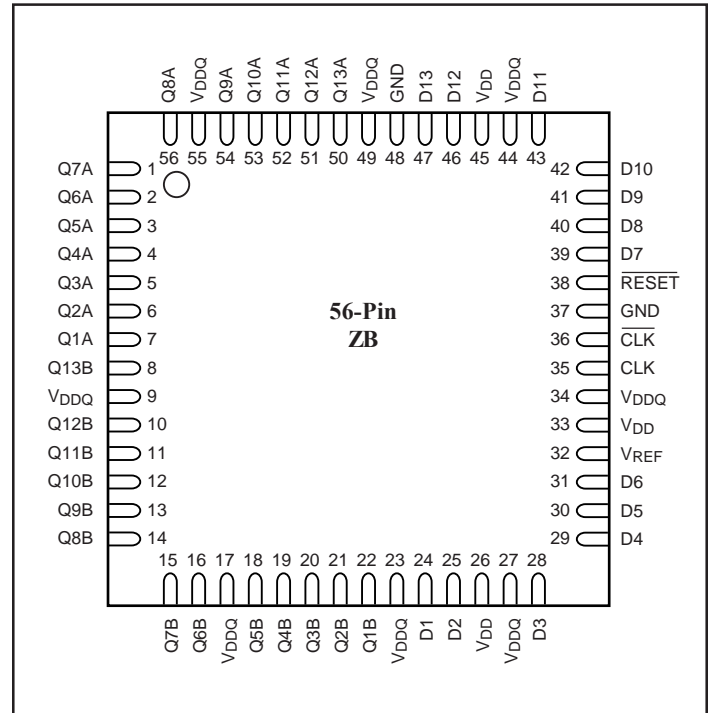 Q8A VDDQ Q9A Q10A Q11A Q12A Q13A VDDQ GND D13 D12 VDD VDDQ D11
56 55 54 53 52 51 50 49 48 47 46 45 44 43
Q7A 1 42 D10
Q6A 2 41 D9
Q5A 3 40 D8
Q4A 4 39 D7
Q3A 5 38 R̅E̅S̅E̅T̅
Q2A 6 37 GND
56-Pin
ZB
Q1A 7 36 C̅L̅K̅
Q13B 8 35 CLK
VDDQ 9 34 VDDQ
Q12B 10 33 VDD
Q11B 11 32 VREF
Q10B 12 31 D6
Q9B 13 30 D5
Q8B 14 29 D4
15 16 17 18 19 20 21 22 23 24 25 26 27 28
Q7B Q6B VDDQ Q5B Q4B Q3B Q2B Q1B VDDQ D1 D2 VDD VDDQ D3